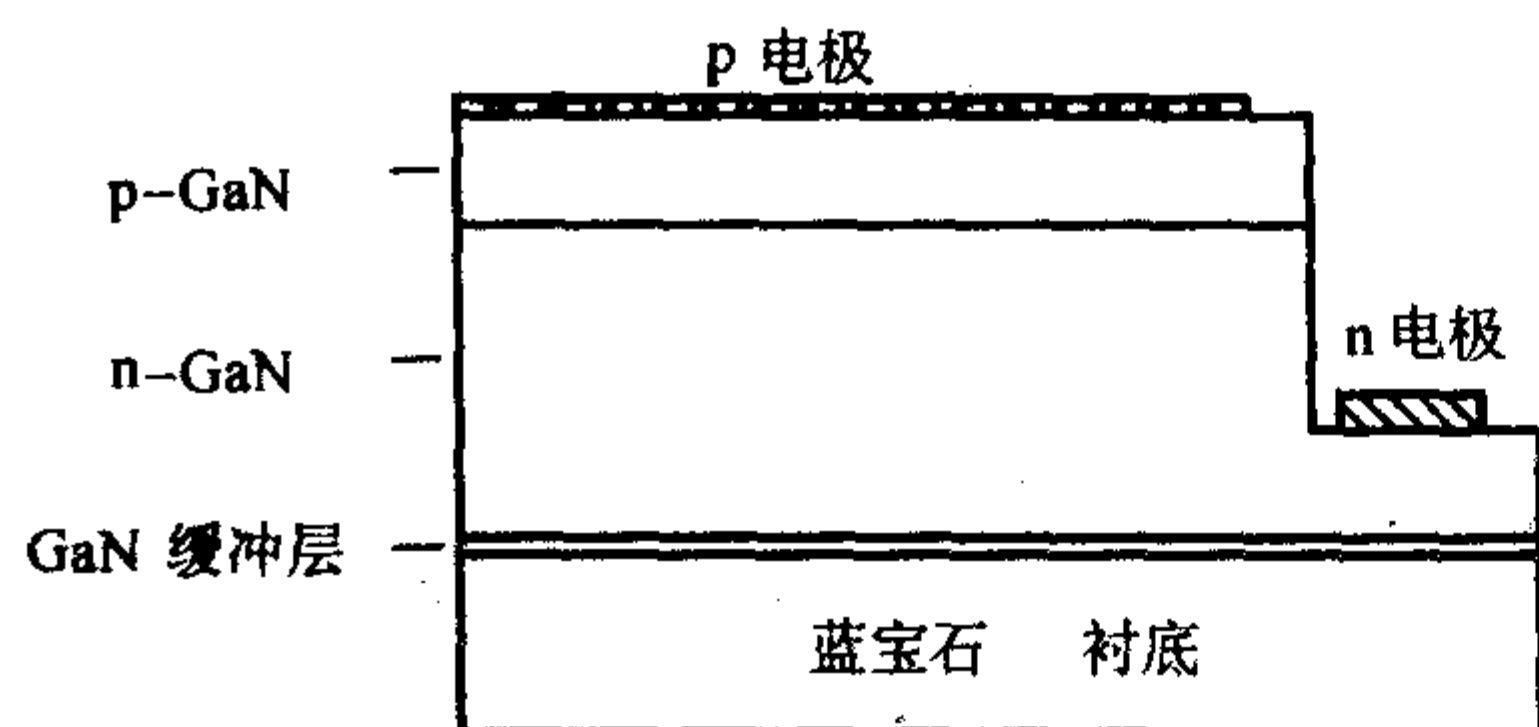 p 电极
p-GaN
n-GaN
n 电极
GaN 缓冲层
蓝宝石 衬底